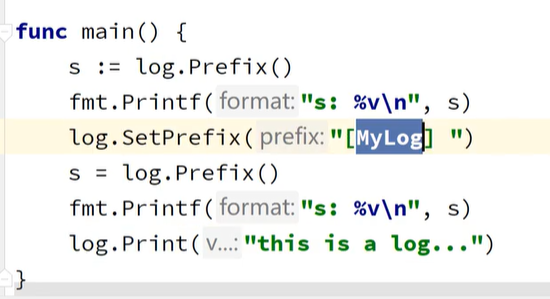 func main() {
s := log.Prefix()
fmt.Printf( format: "s: %v\n", s)
log.SetPrefix( prefix: "[MyLog] ")
s = log.Prefix()
fmt.Printf( format: "s: %v\n", s)
log.Print( v...: "this is a log...")
}